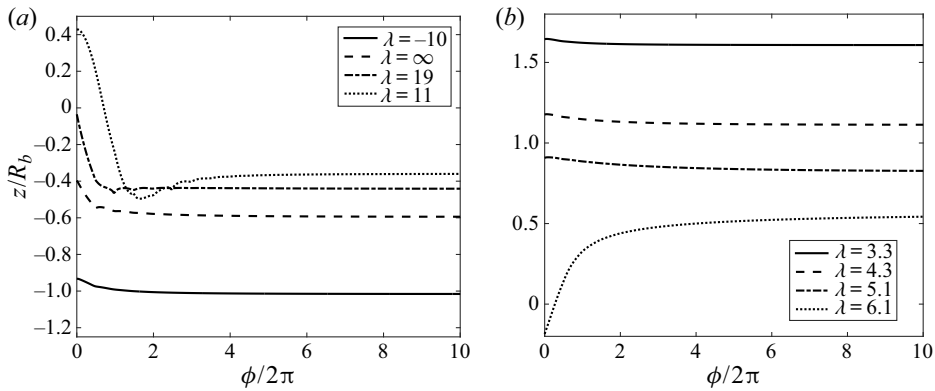 (a)
0.4
0.2
0
–0.2
–0.4
–0.6
–0.8
–1.0
–1.2
z/R_b
0 2 4 6 8 10
ϕ/2π
λ = –10
λ = ∞
λ = 19
λ = 11
(b)
1.5
1.0
0.5
0
0 2 4 6 8 10
ϕ/2π
λ = 3.3
λ = 4.3
λ = 5.1
λ = 6.1